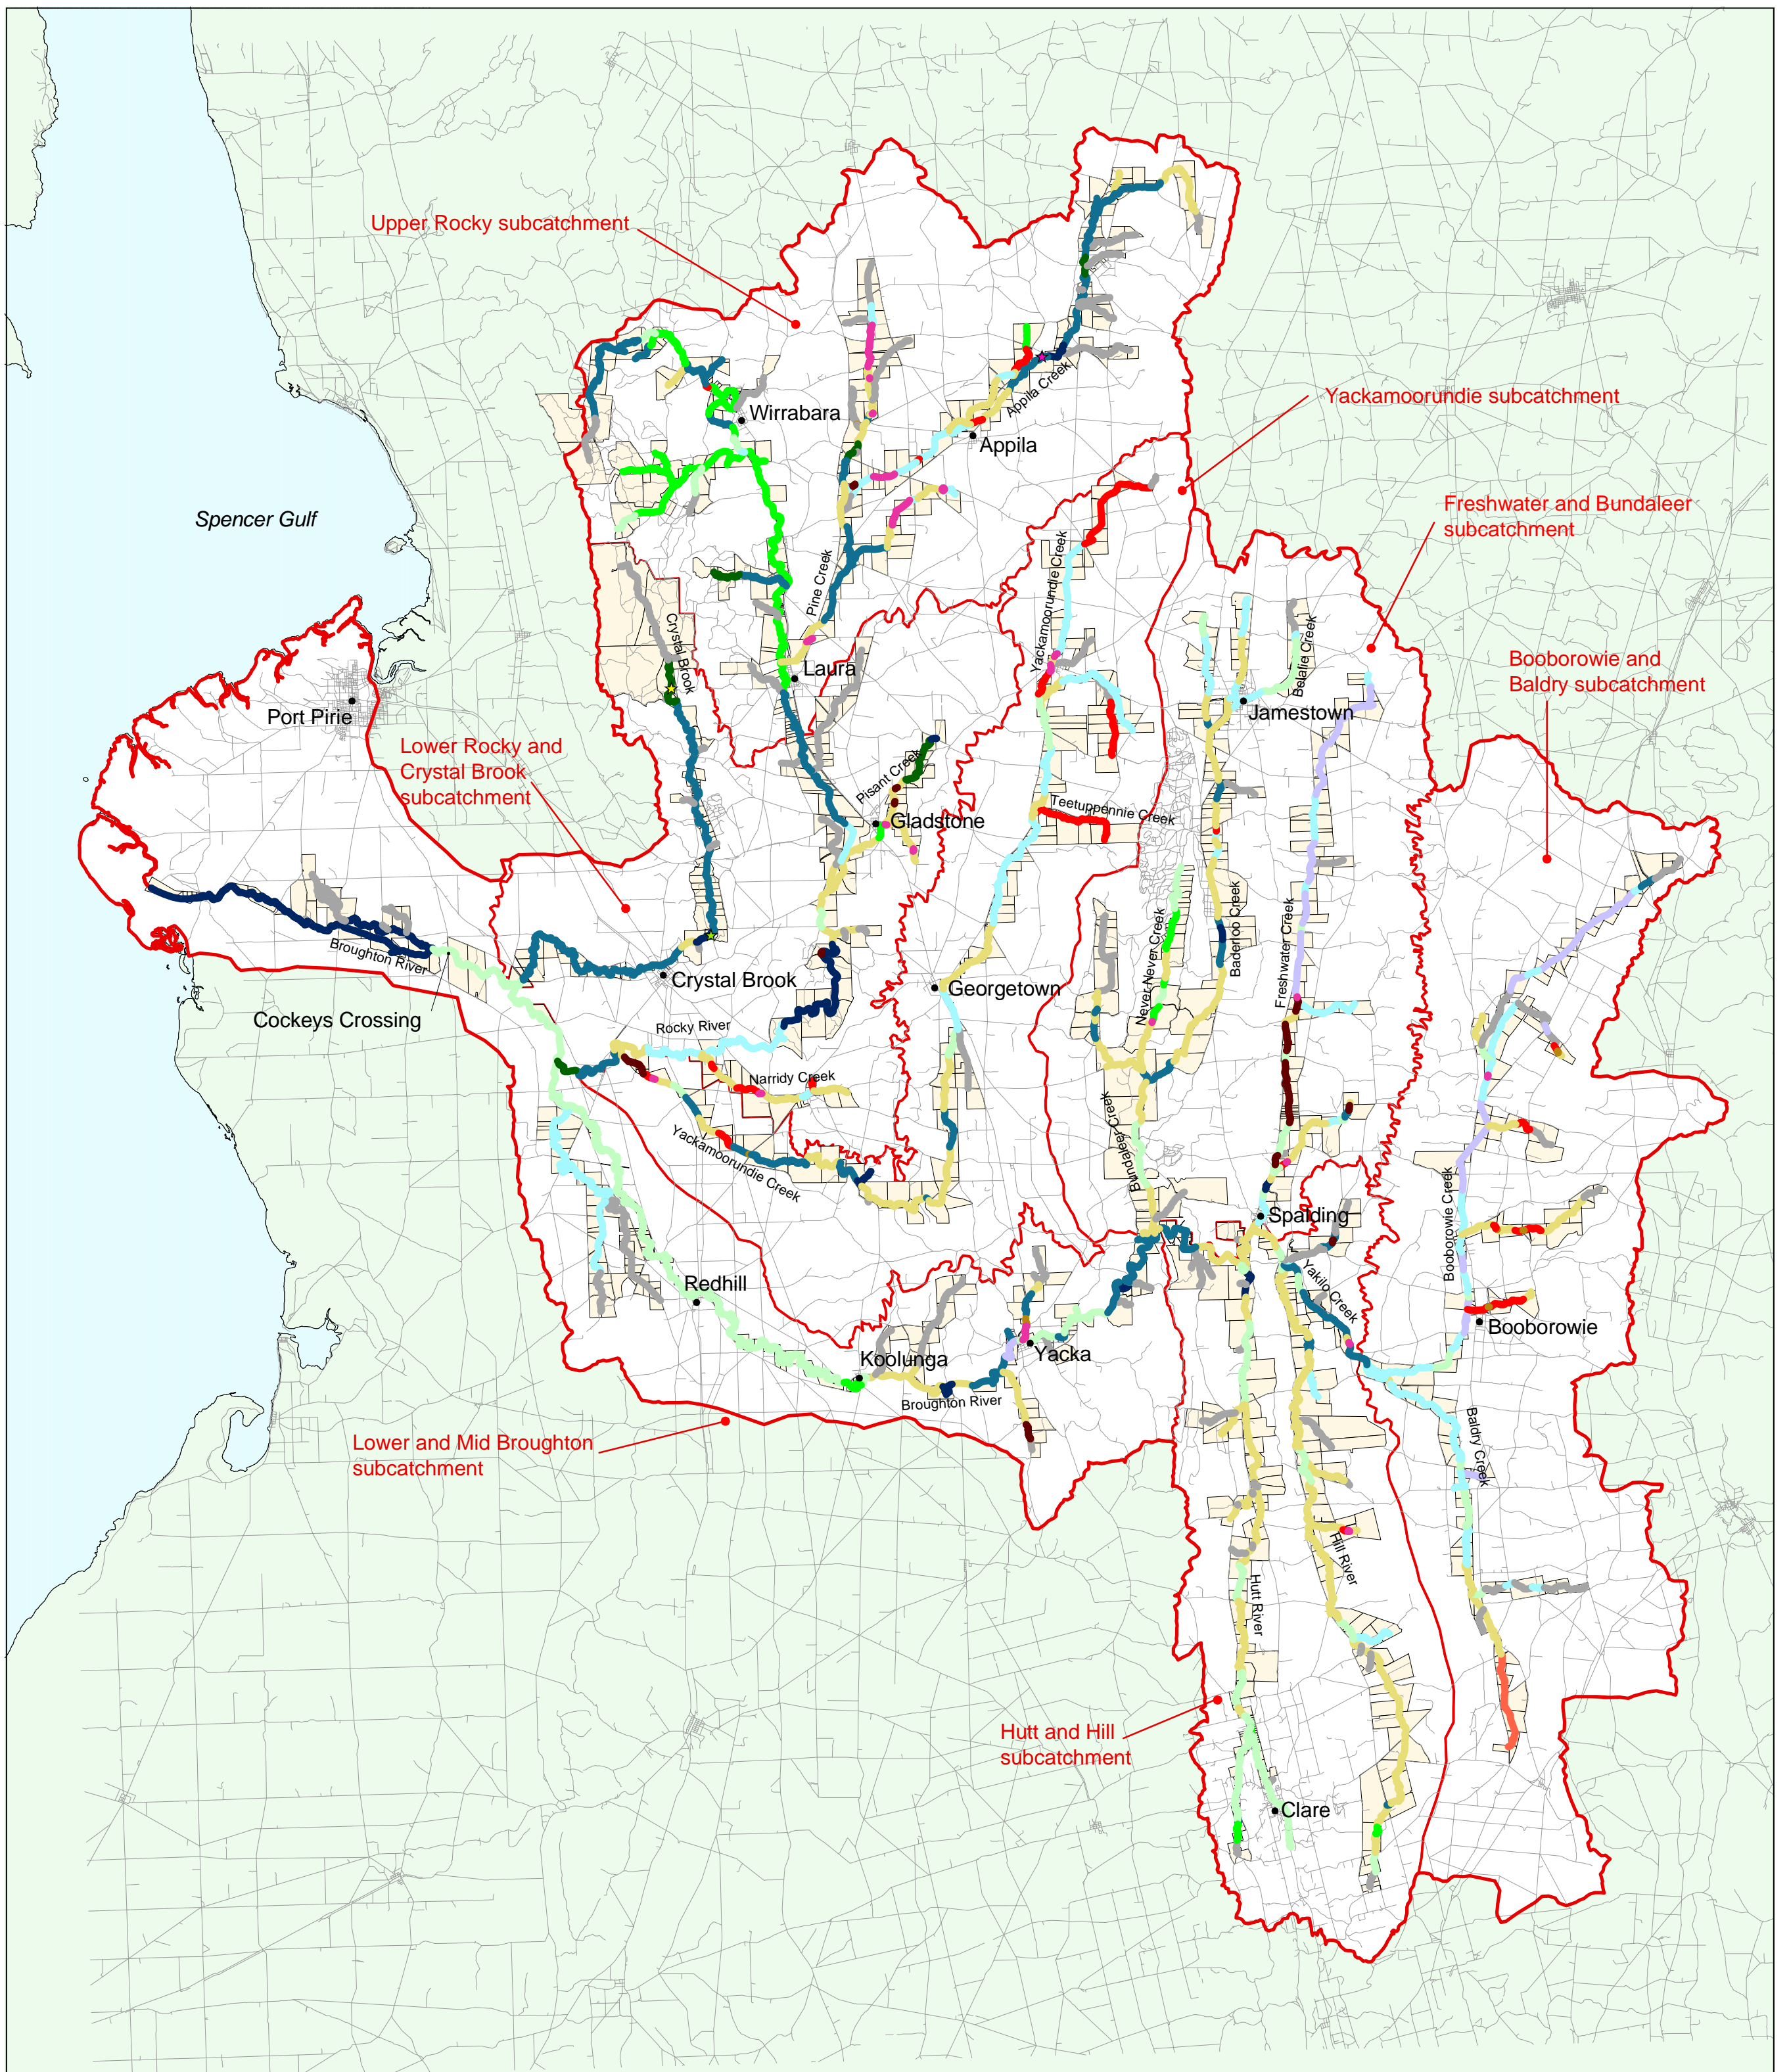 Upper Rocky subcatchment
Yackamoorundie subcatchment
Wirrabara
Appila Creek
Appila
Freshwater and Bundaleer
subcatchment
Spencer Gulf
Yackamoorundie Creek
Pine Creek
Crystal Brook
Belalie Creek
Laura
Booborowie and
Baldry subcatchment
Port Pirie
Jamestown
Lower Rocky and
Crystal Brook
subcatchment
Pisant Creek
Gladstone
Teetuppennie Creek
Never Never Creek
Baderloo Creek
Freshwater Creek
Broughton River
Crystal Brook
Georgetown
Cockeys Crossing
Rocky River
Narridy Creek
Bundaleer Creek
Yackamoorundie Creek
Booborowie Creek
Spalding
Yakilo Creek
Redhill
Booborowie
Koolunga
Yacka
Broughton River
Baldry Creek
Lower and Mid Broughton
subcatchment
Hill River
Hutt River
Hutt and Hill
subcatchment
Clare